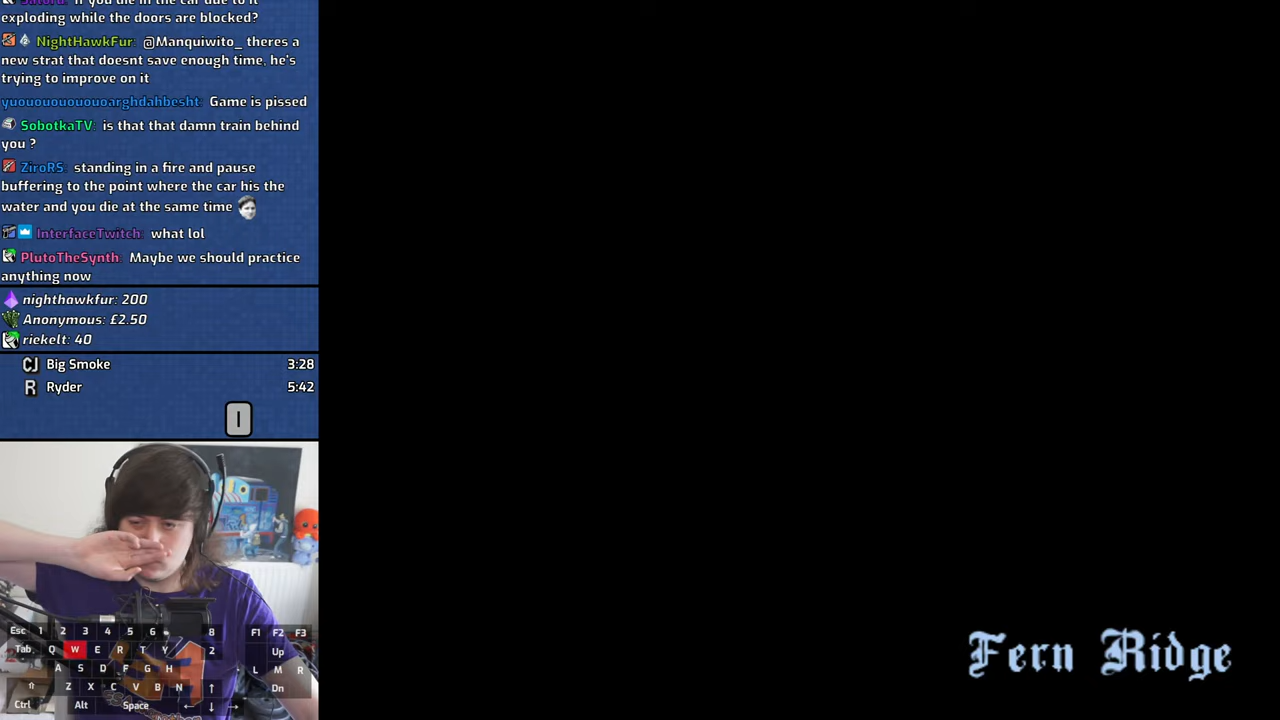 exploding while the doors are blocked?
NightHawkFur: @Manquiwito_ theres a
new strat that doesnt save enough time, he's
trying to improve on it
yuouououououoarghdahbesht: Game is pissed
SobotkaTV: is that that damn train behind
you ?
ZiroRS: standing in a fire and pause
buffering to the point where the car his the
water and you die at the same time
InterfaceTwitch: what lol
PlutoTheSynth: Maybe we should practice
anything now
nighthawkfur: 200
Anonymous: £2.50
riekelt: 40
CJ Big Smoke 3:28
R Ryder 5:42
Esc 1 2 3 4 5 6 8 F1 F2 F3
Tab Q W E R T Y 2 Up
A S D F G H L M R
Z X C V B N Dn
Ctrl Alt Space
Fern Ridge